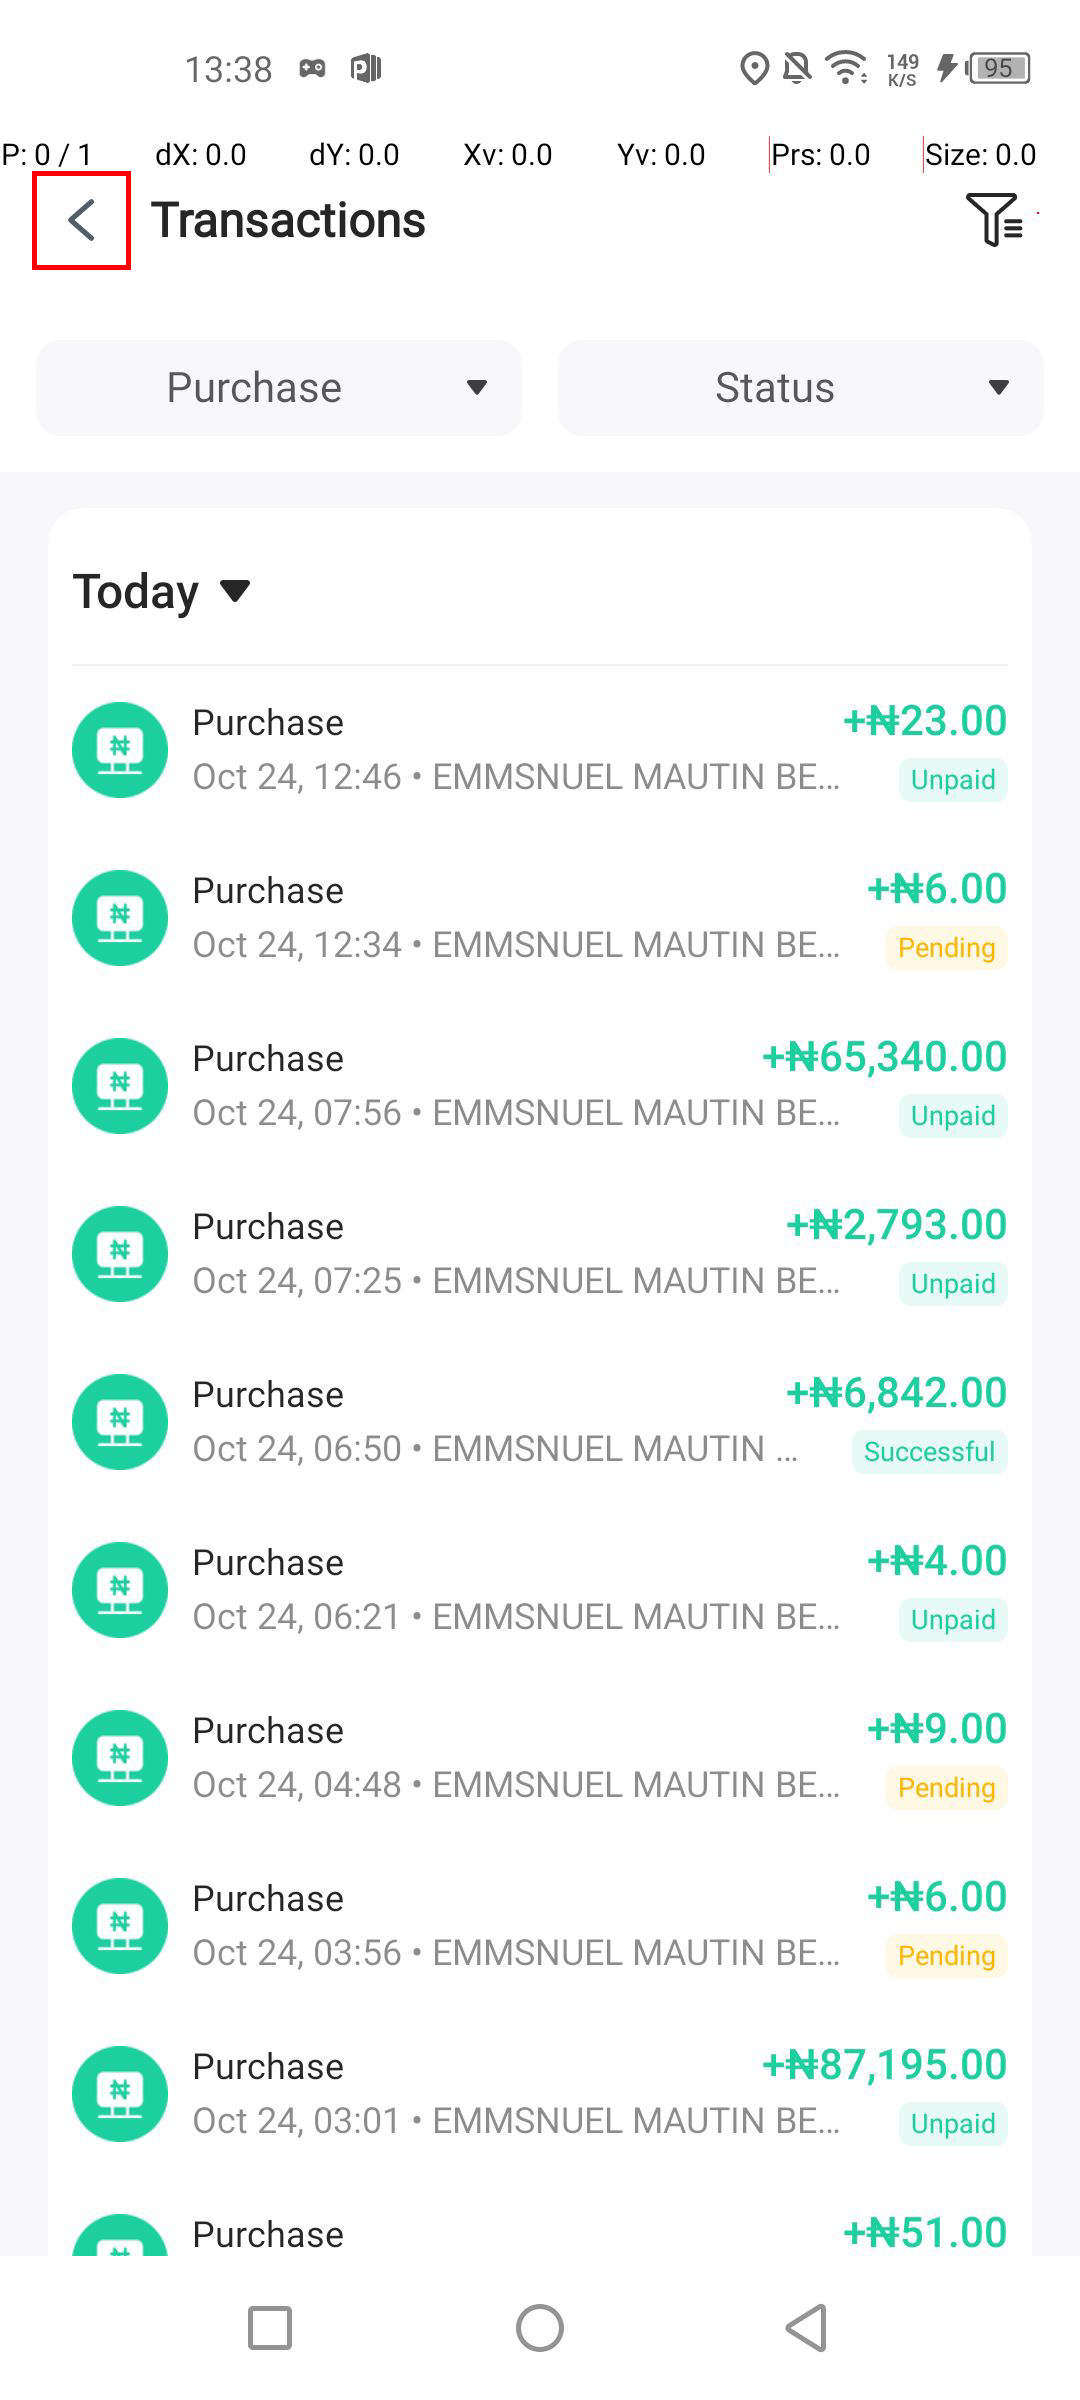 13:38
149
K/S
95
P: 0 / 1 dX: 0.0 dY: 0.0 Xv: 0.0 Yv: 0.0 Prs: 0.0 Size: 0.0
Transactions
Purchase Status
Today
Purchase +₦23.00
Oct 24, 12:46 • EMMSNUEL MAUTIN BE... Unpaid
Purchase +₦6.00
Oct 24, 12:34 • EMMSNUEL MAUTIN BE... Pending
Purchase +₦65,340.00
Oct 24, 07:56 • EMMSNUEL MAUTIN BE... Unpaid
Purchase +₦2,793.00
Oct 24, 07:25 • EMMSNUEL MAUTIN BE... Unpaid
Purchase +₦6,842.00
Oct 24, 06:50 • EMMSNUEL MAUTIN ... Successful
Purchase +₦4.00
Oct 24, 06:21 • EMMSNUEL MAUTIN BE... Unpaid
Purchase +₦9.00
Oct 24, 04:48 • EMMSNUEL MAUTIN BE... Pending
Purchase +₦6.00
Oct 24, 03:56 • EMMSNUEL MAUTIN BE... Pending
Purchase +₦87,195.00
Oct 24, 03:01 • EMMSNUEL MAUTIN BE... Unpaid
Purchase +₦51.00